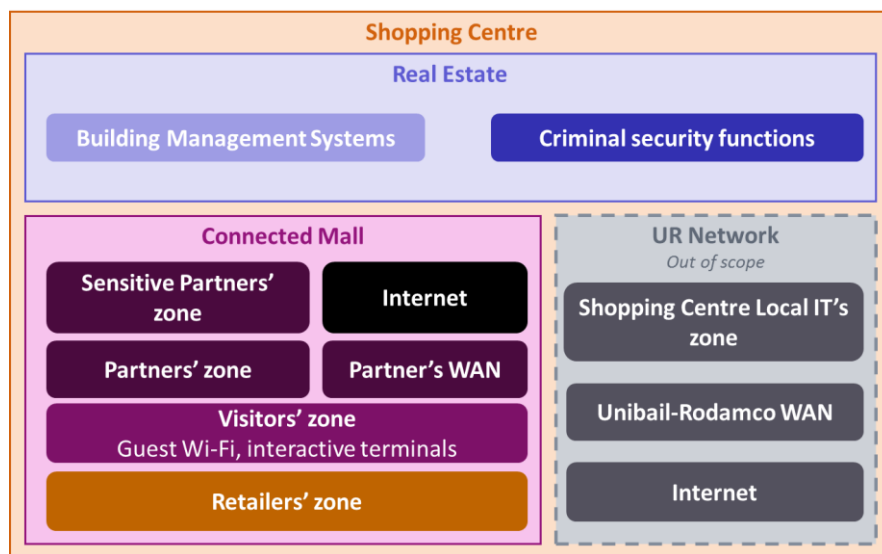 Shopping Centre
Real Estate
Building Management Systems
Criminal security functions
Connected Mall
Sensitive Partners'
zone
Internet
Partners' zone
Partner's WAN
Visitors' zone
Guest Wi-Fi, interactive terminals
Retailers' zone
UR Network
Out of scope
Shopping Centre Local IT's
zone
Unibail-Rodamco WAN
Internet